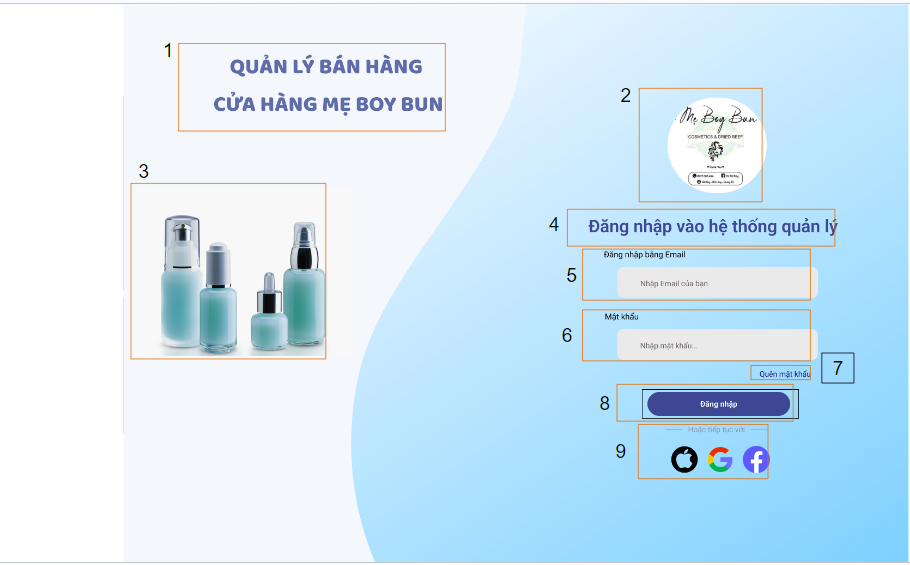 1
QUẢN LÝ BÁN HÀNG
CỬA HÀNG MẸ BOY BUN
2
Mẹ Boy Bun
COSMETICS & DRIED BEEF
3
4
Đăng nhập vào hệ thống quản lý
5
Đăng nhập bằng Email
Nhập Email của bạn
6
Mật khẩu
Nhập mật khẩu...
Quên mật khẩu
7
8
Đăng nhập
Hoặc tiếp tục với
9